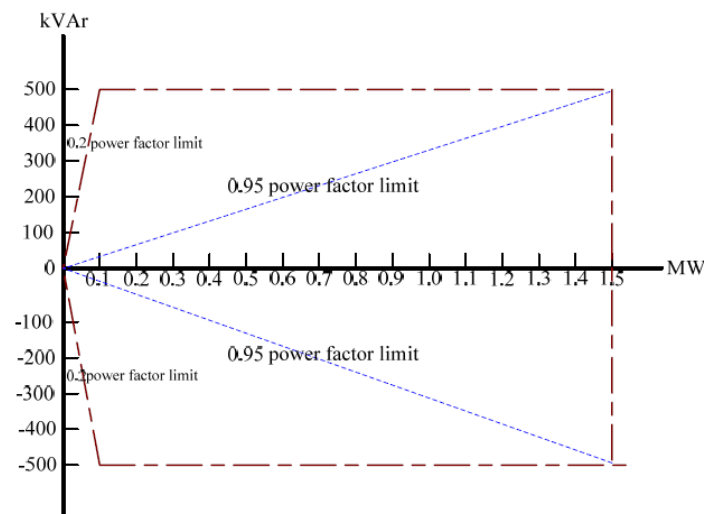 kVAr
500
400
0.2 power factor limit
300
0.95 power factor limit
200
100
0
MW
0.1 0.2 0.3 0.4 0.5 0.6 0.7 0.8 0.9 1.0 1.1 1.2 1.3 1.4 1.5
-100
-200
0.95 power factor limit
0.2power factor limit
-300
-400
-500